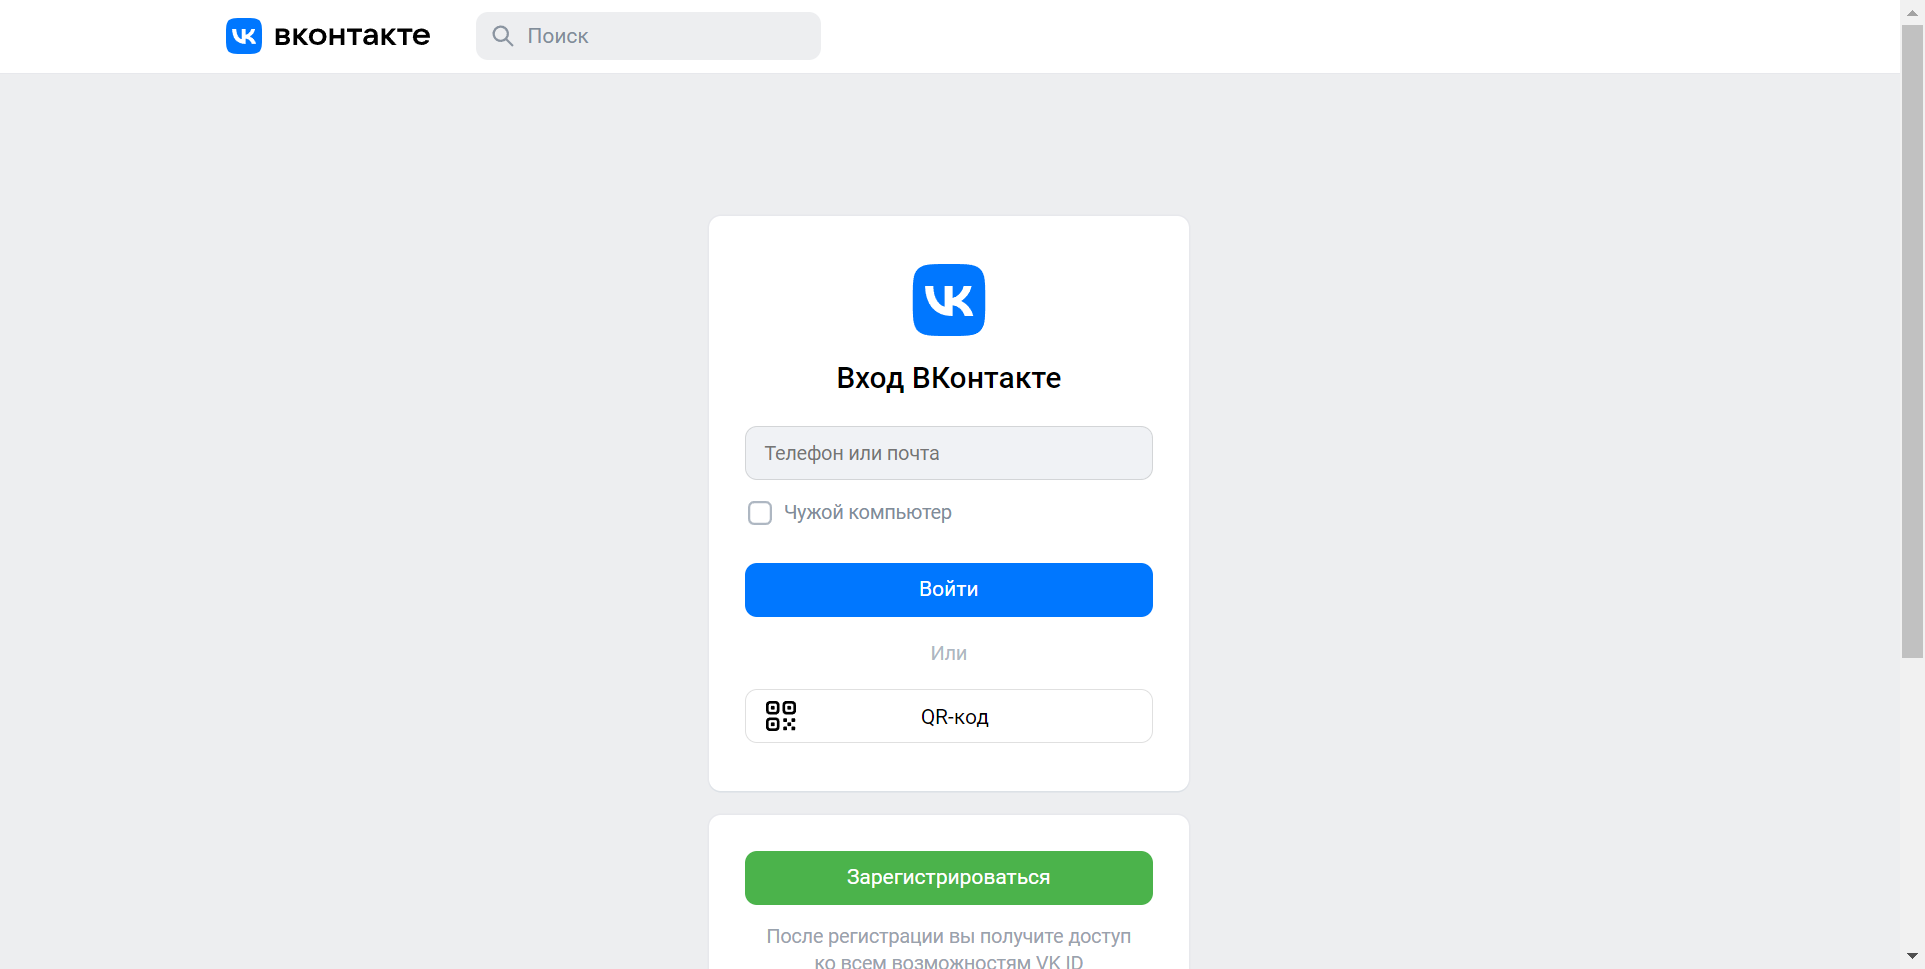 вконтакте
Поиск
Вход ВКонтакте
Телефон или почта
Чужой компьютер
Войти
Или
QR-код
Зарегистрироваться
После регистрации вы получите доступ
ко всем возможностям VK ID